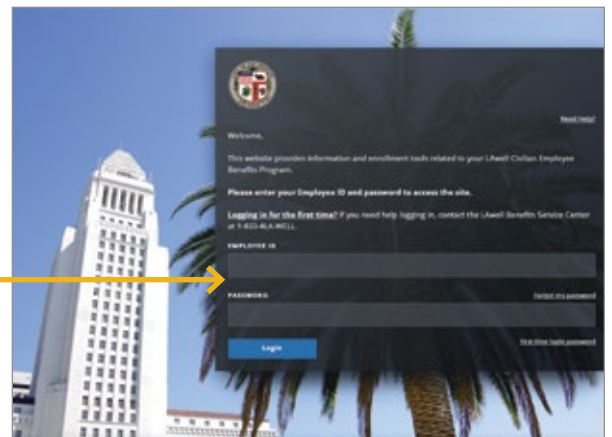 Need Help?
Welcome,
This website provides information and enrollment tools related to your LAwell Civilian Employee
Benefits Program.
Please enter your Employee ID and password to access the site.
Logging in for the first time? If you need help logging in, contact the LAwell Benefits Service Center
at 1-833-4LA-WELL.
EMPLOYEE ID
PASSWORD
Forgot my password
Login
First time login password